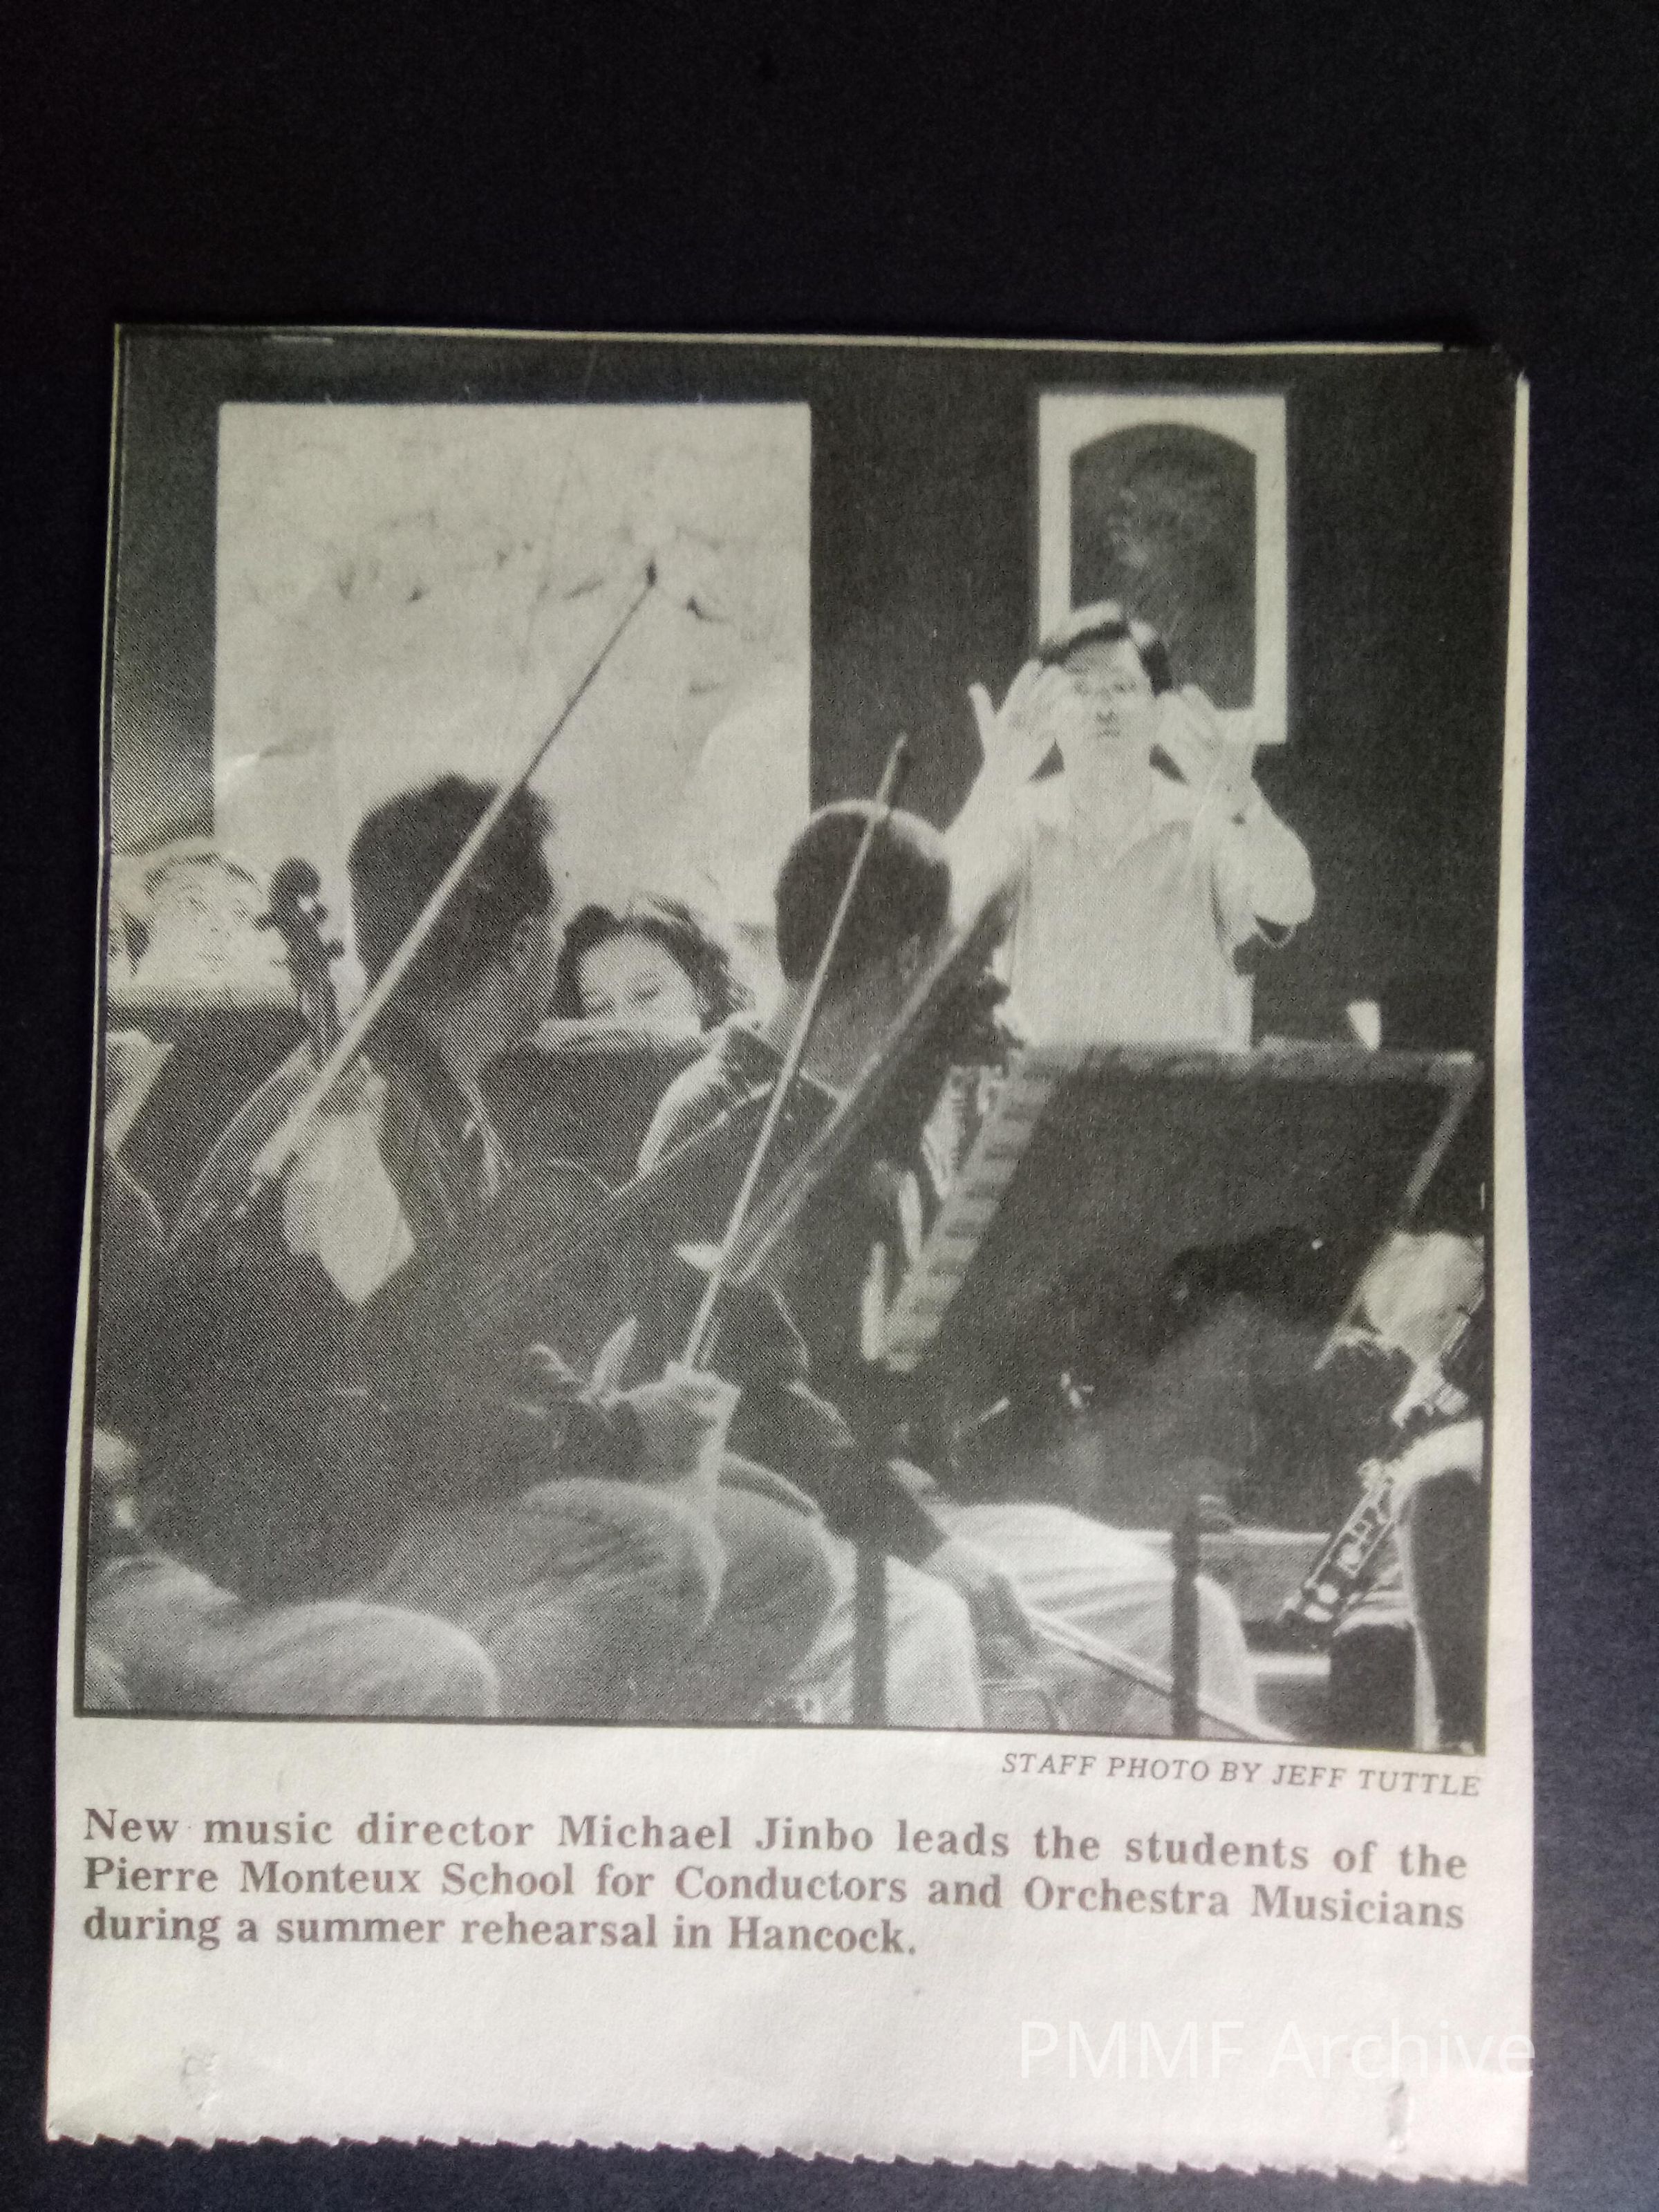 STAFF PHOTO BY JEFF TUTTLE
New music director Michael Jinbo leads the students of the
Pierre Monteux School for Conductors and Orchestra Musicians
during a summer rehearsal in Hancock.
PMMF Archive